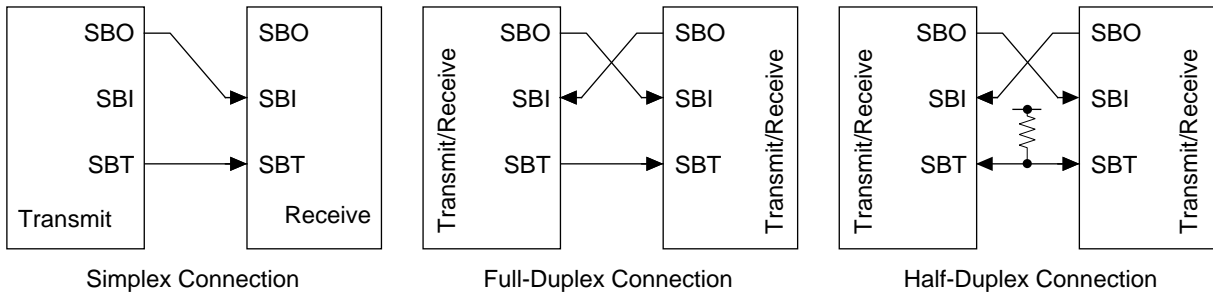 SBO
SBI
SBT
Transmit
SBO
SBI
SBT
Receive
Simplex Connection
Transmit/Receive
SBO
SBI
SBT
SBO
SBI
SBT
Transmit/Receive
Full-Duplex Connection
Transmit/Receive
SBO
SBI
SBT
SBO
SBI
SBT
Transmit/Receive
Half-Duplex Connection